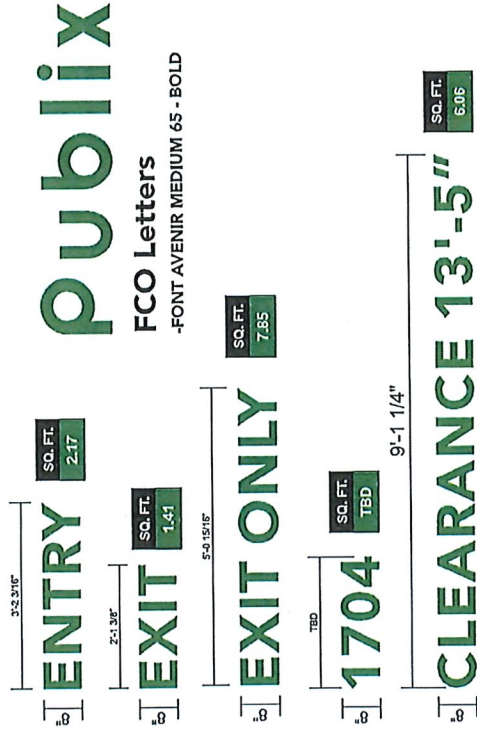 publix
FCO Letters
-FONT AVENIR MEDIUM 65 - BOLD
3'-2 3/16"
8"
ENTRY
SQ. FT.
2.17
2'-1 3/8"
8"
EXIT
SQ. FT.
1.41
5'-0 15/16"
8"
EXIT ONLY
SQ. FT.
7.85
TBD
8"
1704
SQ. FT.
TBD
9'-1 1/4"
8"
CLEARANCE 13'-5"
SQ. FT.
6.06